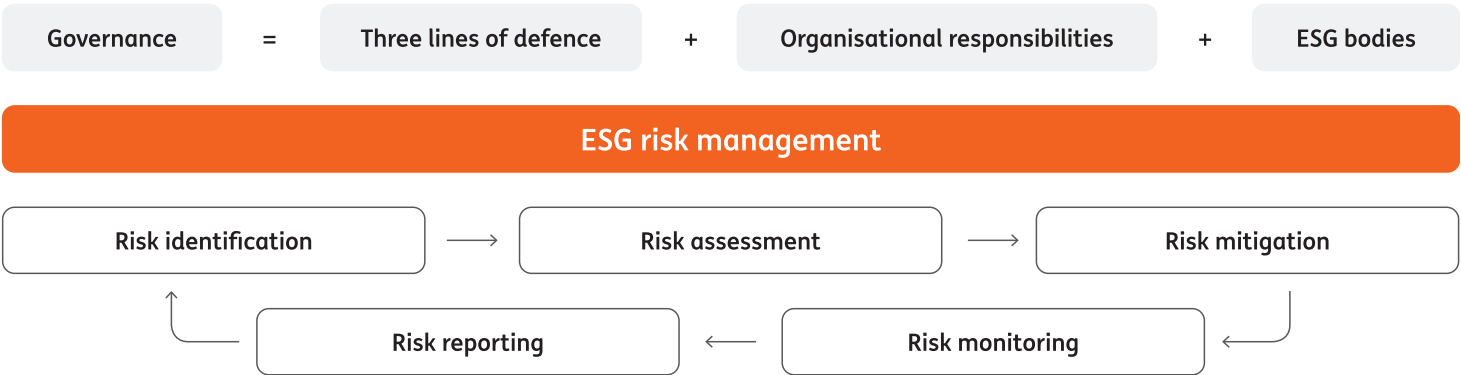 Governance = Three lines of defence + Organisational responsibilities + ESG bodies
ESG risk management
Risk identification Risk assessment Risk mitigation
Risk reporting Risk monitoring